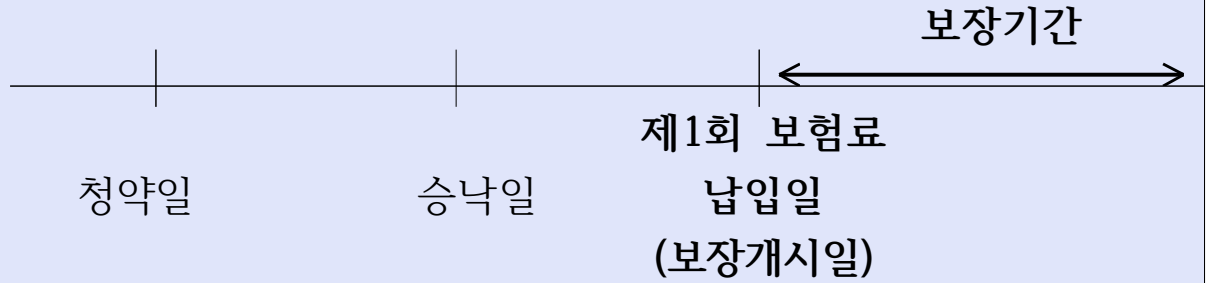 보장기간
청약일
승낙일
제1회 보험료
납입일
(보장개시일)